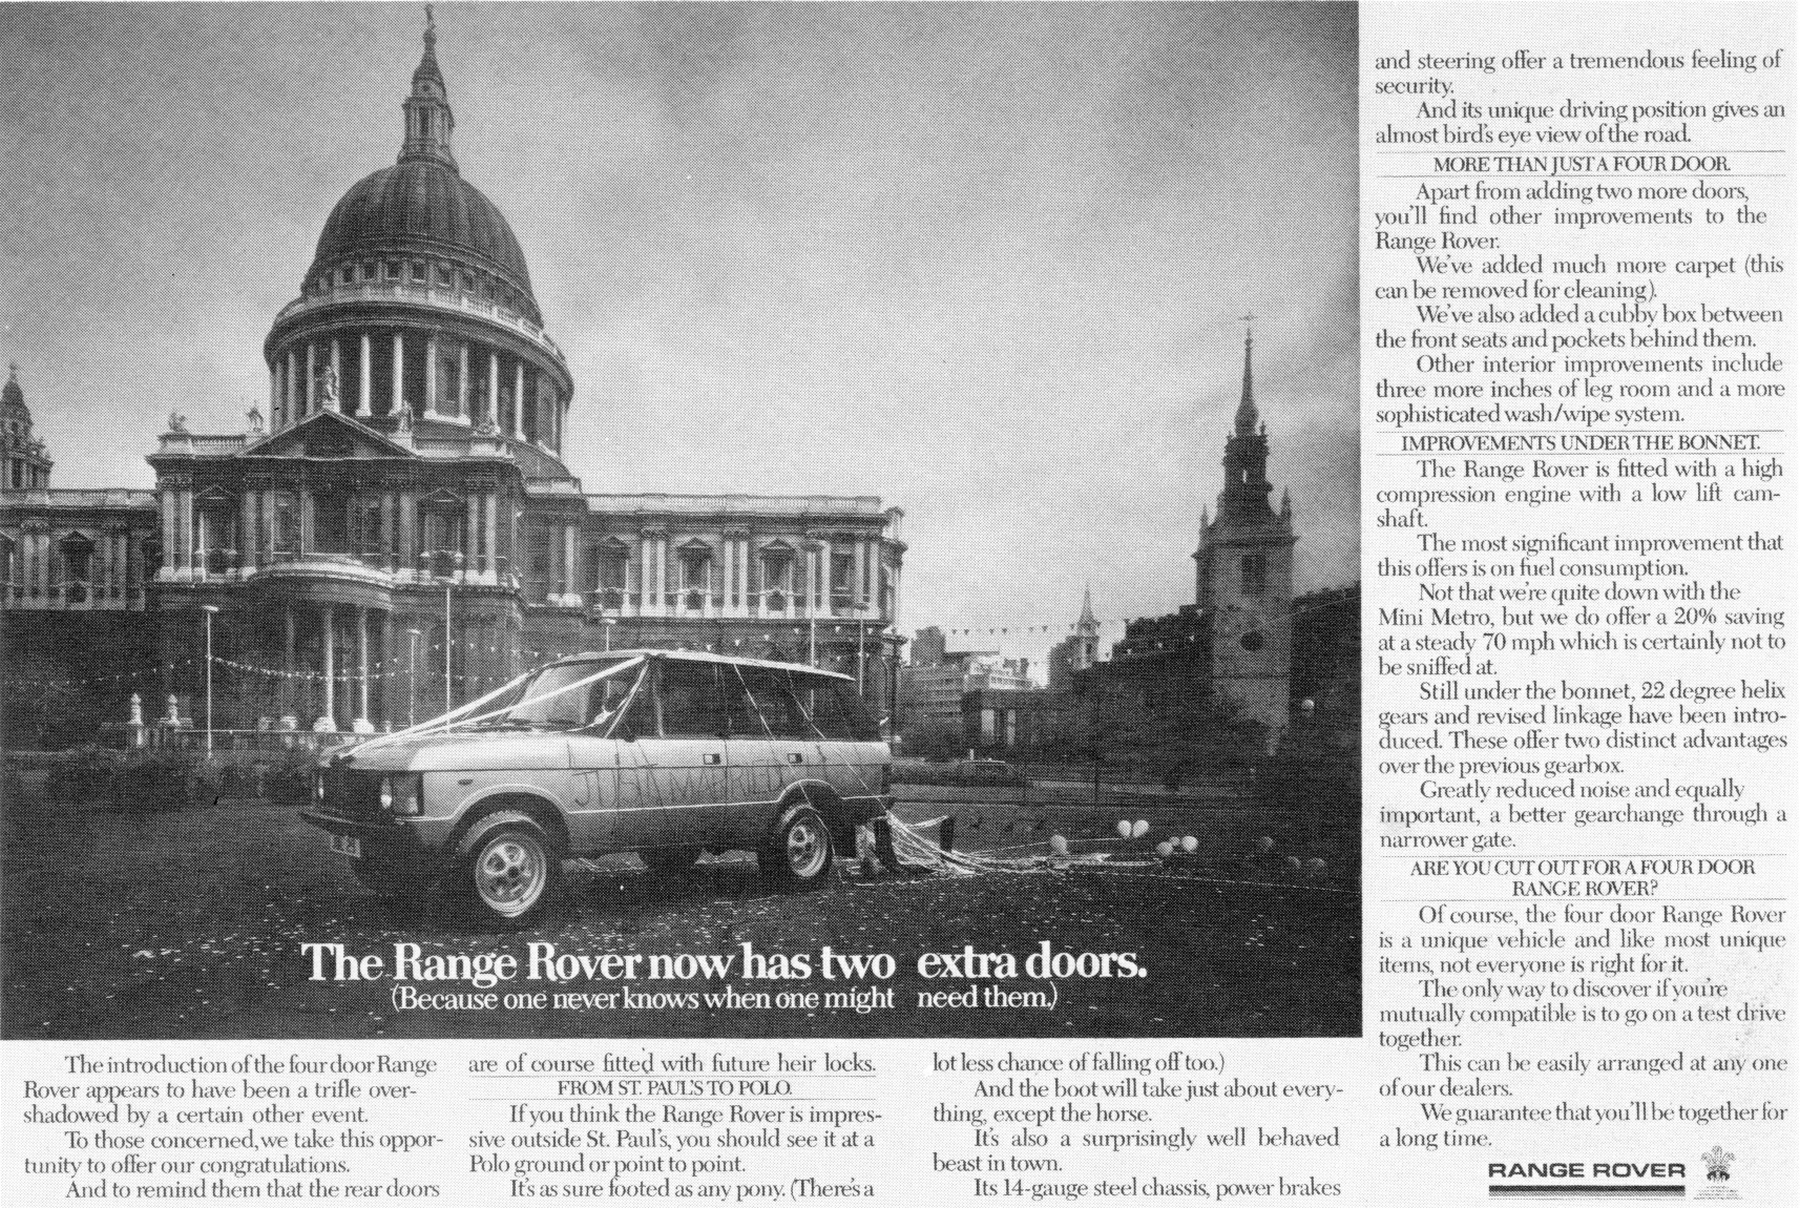 JUST MARRIED
The Range Rover now has two extra doors.
(Because one never knows when one might need them.)
The introduction of the four door Range
Rover appears to have been a trifle over-
shadowed by a certain other event.
To those concerned, we take this oppor-
tunity to offer our congratulations.
And to remind them that the rear doors
are of course fitted with future heir locks.
FROM ST. PAUL'S TO POLO.
If you think the Range Rover is impres-
sive outside St. Paul's, you should see it at a
Polo ground or point to point.
It's as sure footed as any pony. (There's a
lot less chance of falling off too.)
And the boot will take just about every-
thing, except the horse.
It's also a surprisingly well behaved
beast in town.
Its 14-gauge steel chassis, power brakes
and steering offer a tremendous feeling of
security.
And its unique driving position gives an
almost bird's eye view of the road.
MORE THAN JUST A FOUR DOOR.
Apart from adding two more doors,
you'll find other improvements to the
Range Rover.
We've added much more carpet (this
can be removed for cleaning).
We've also added a cubby box between
the front seats and pockets behind them.
Other interior improvements include
three more inches of leg room and a more
sophisticated wash/wipe system.
IMPROVEMENTS UNDER THE BONNET.
The Range Rover is fitted with a high
compression engine with a low lift cam-
shaft.
The most significant improvement that
this offers is on fuel consumption.
Not that we're quite down with the
Mini Metro, but we do offer a 20% saving
at a steady 70 mph which is certainly not to
be sniffed at.
Still under the bonnet, 22 degree helix
gears and revised linkage have been intro-
duced. These offer two distinct advantages
over the previous gearbox.
Greatly reduced noise and equally
important, a better gearchange through a
narrower gate.
ARE YOU CUT OUT FOR A FOUR DOOR
RANGE ROVER?
Of course, the four door Range Rover
is a unique vehicle and like most unique
items, not everyone is right for it.
The only way to discover if you're
mutually compatible is to go on a test drive
together.
This can be easily arranged at any one
of our dealers.
We guarantee that you'll be together for
a long time.
RANGE ROVER